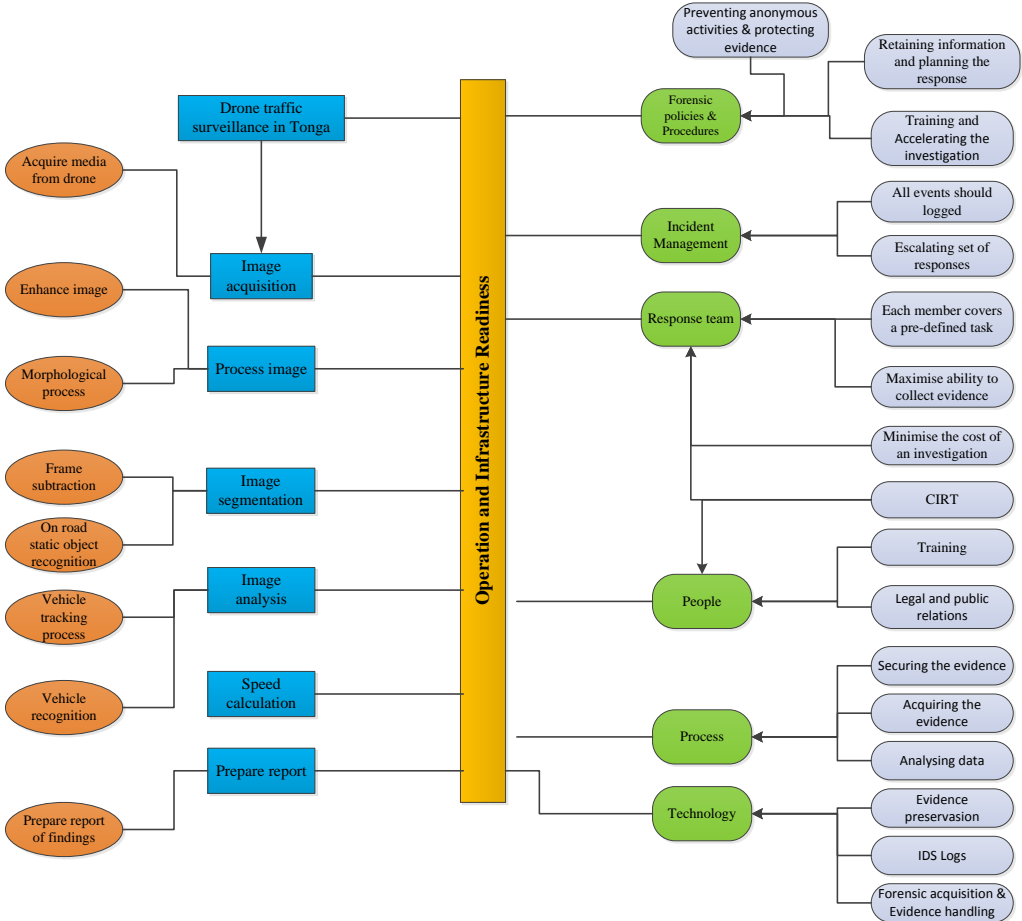 Preventing anonymous
activities & protecting
evidence
Retaining information
and planning the
response
Drone traffic
surveillance in Tonga
Forensic
policies &
Procedures
Training and
Accelerating the
investigation
Acquire media
from drone
All events should
logged
Incident
Management
Escalating set of
responses
Image
acquisition
Enhance image
Operation and Infrastructure Readiness
Response team
Each member covers
a pre-defined task
Process image
Morphological
process
Maximise ability to
collect evidence
Minimise the cost of
an investigation
Frame
subtraction
Image
segmentation
CIRT
On road
static object
recognition
Training
Image
analysis
People
Vehicle
tracking
process
Legal and public
relations
Securing the evidence
Speed
calculation
Vehicle
recognition
Acquiring the
evidence
Process
Analysing data
Prepare report
Technology
Evidence
preservasion
Prepare report
of findings
IDS Logs
Forensic acquisition &
Evidence handling